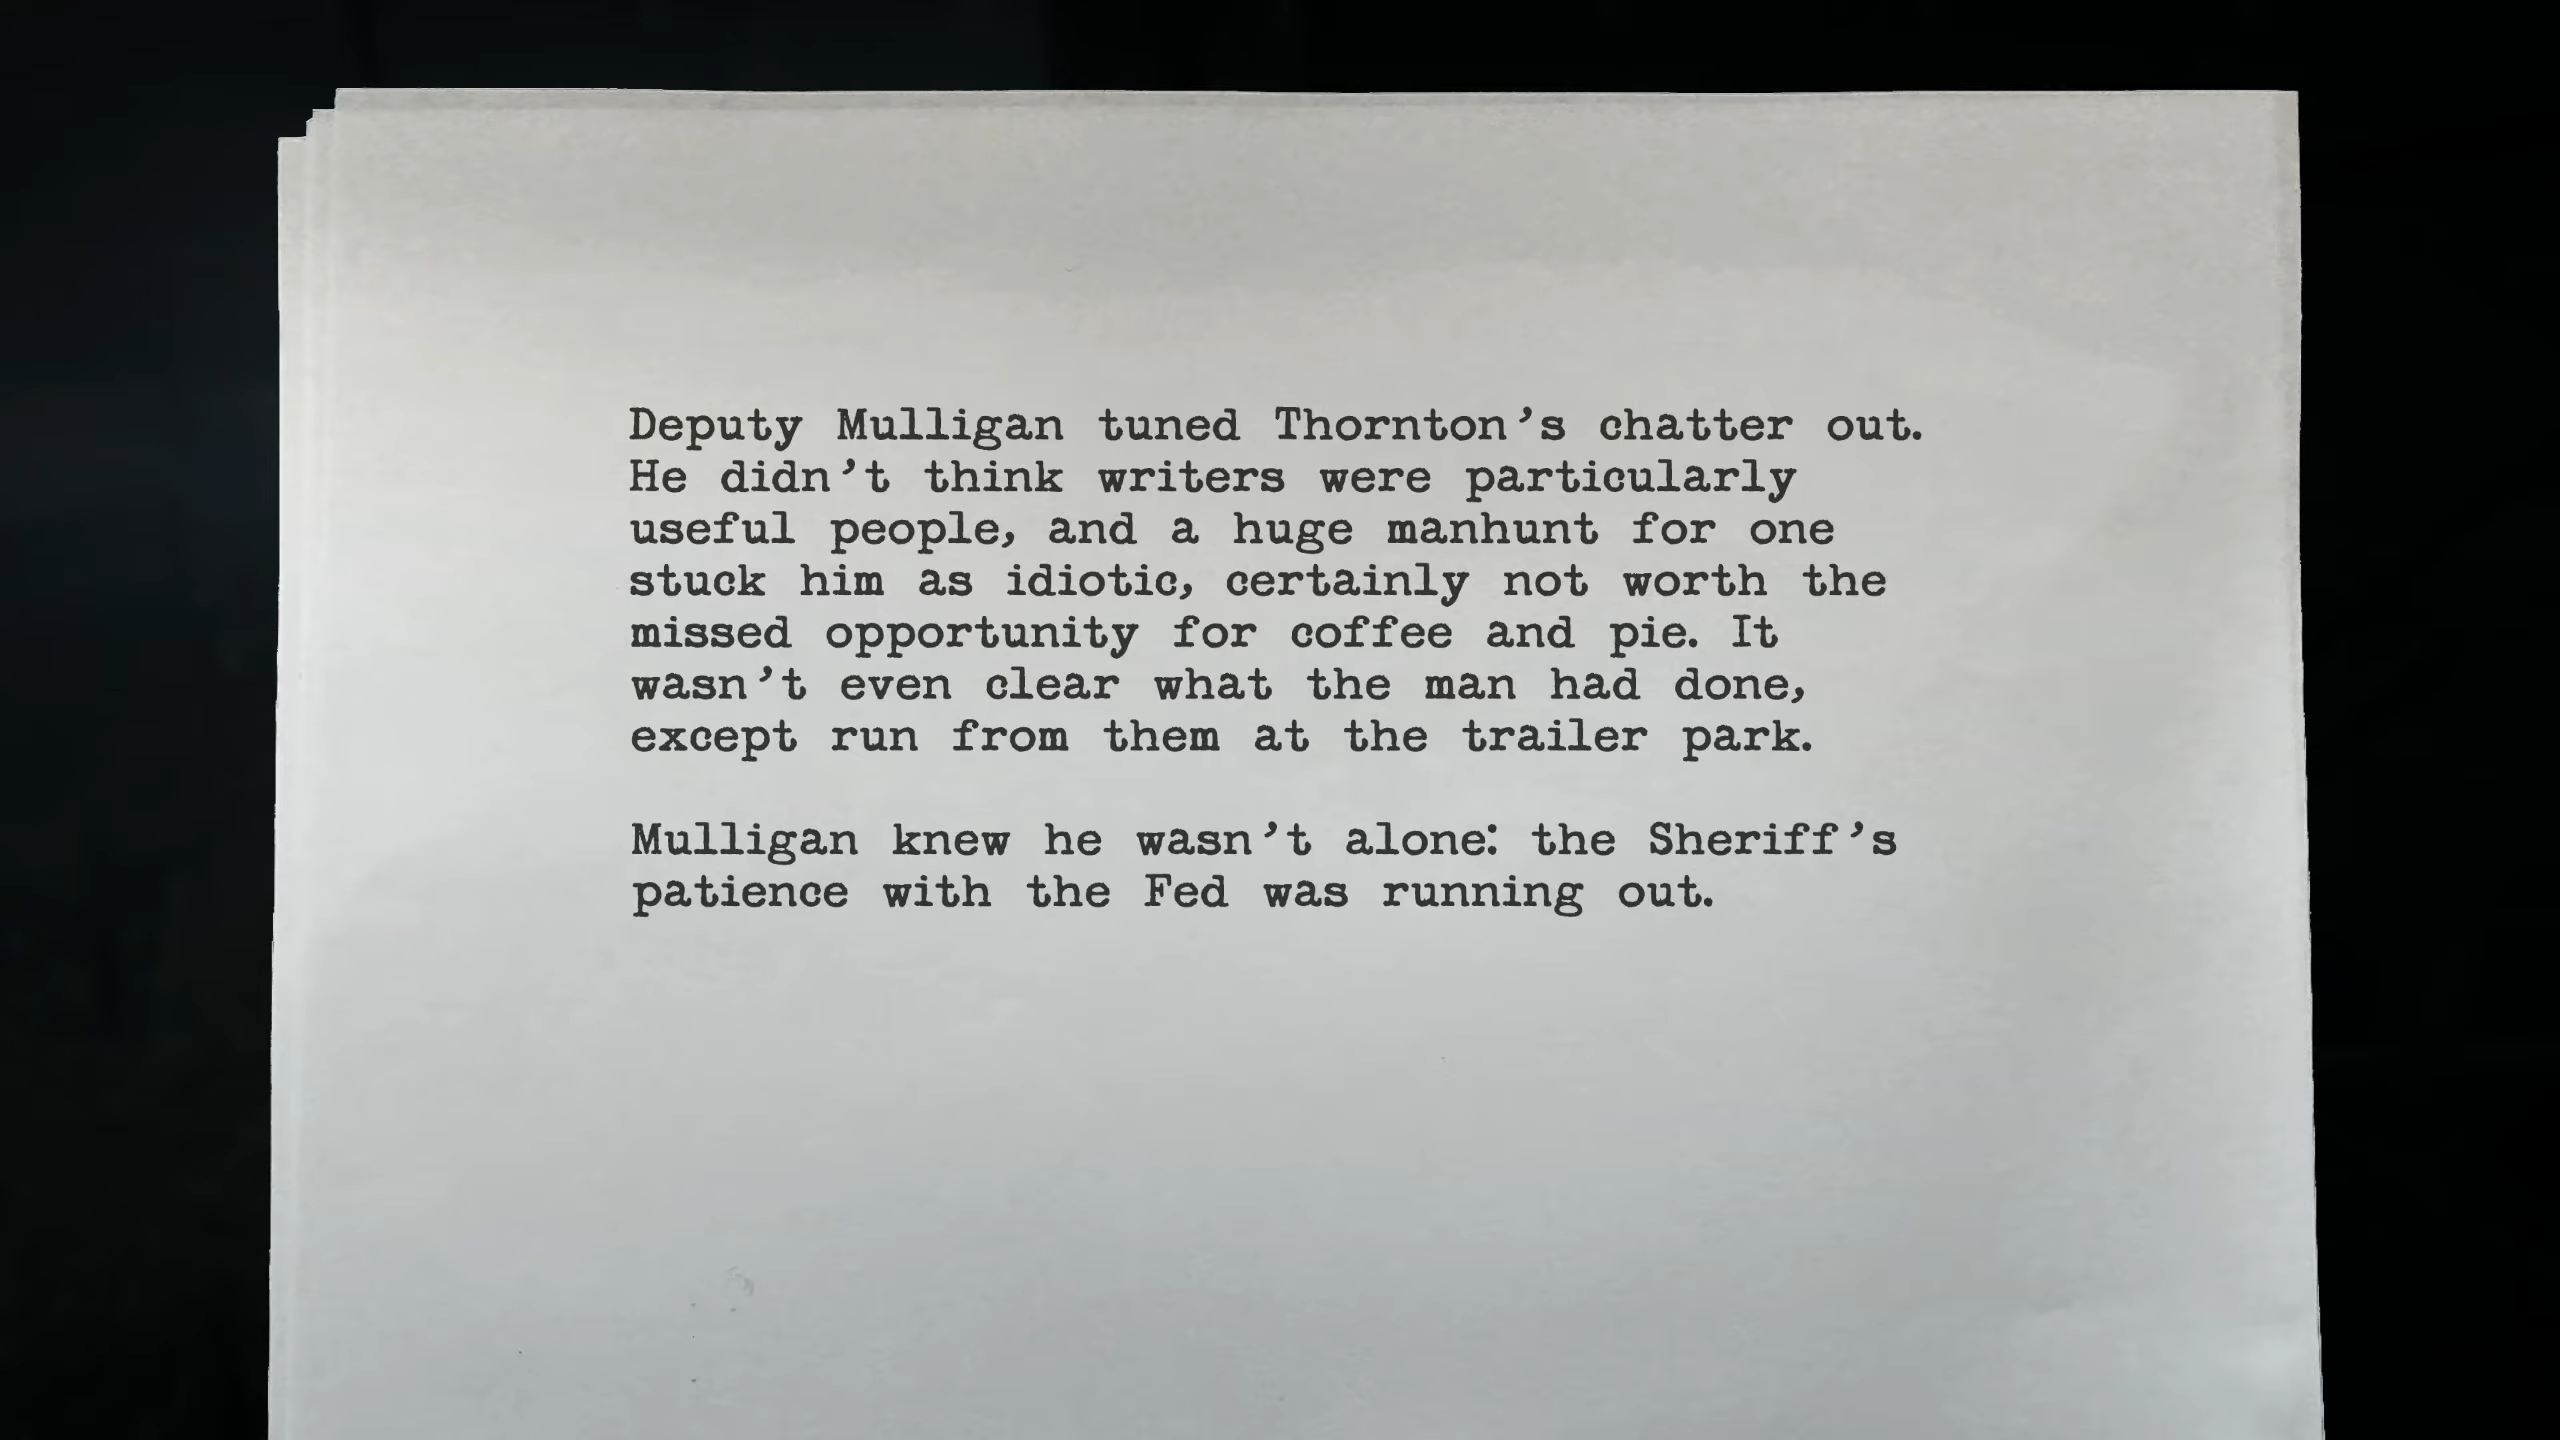 Deputy Mulligan tuned Thornton's chatter out.
He didn't think writers were particularly
useful people, and a huge manhunt for one
stuck him as idiotic, certainly not worth the
missed opportunity for coffee and pie. It
wasn't even clear what the man had done,
except run from them at the trailer park.

Mulligan knew he wasn't alone: the Sheriff's
patience with the Fed was running out.